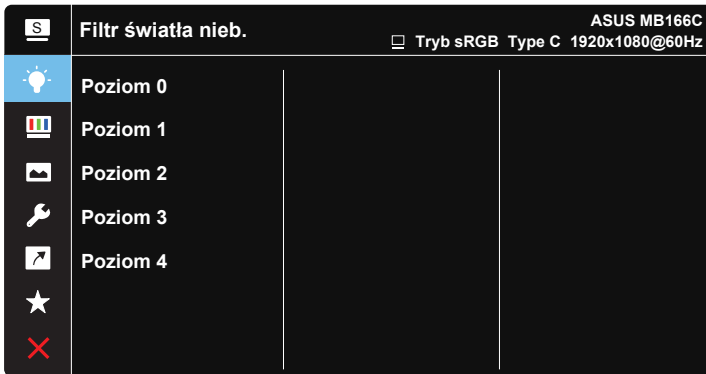 S
Filtr światła nieb.
ASUS MB166C
Tryb sRGB Type C 1920x1080@60Hz
Poziom 0
Poziom 1
Poziom 2
Poziom 3
Poziom 4